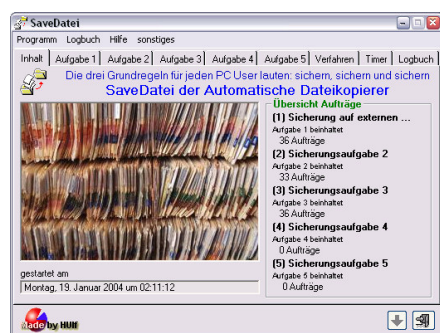 SaveDatei
Programm Logbuch Hilfe sonstiges
Inhalt Aufgabe 1 Aufgabe 2 Aufgabe 3 Aufgabe 4 Aufgabe 5 Verfahren Timer Logbuch
Die drei Grundregeln für jeden PC User lauten: sichern, sichern und sichern
SaveDatei der Automatische Dateikopierer
Übersicht Aufträge
(1) Sicherung auf externen ...
Aufgabe 1 beinhaltet
36 Aufträge
(2) Sicherungsaufgabe 2
Aufgabe 2 beinhaltet
33 Aufträge
(3) Sicherungsaufgabe 3
Aufgabe 3 beinhaltet
36 Aufträge
(4) Sicherungsaufgabe 4
Aufgabe 4 beinhaltet
0 Aufträge
(5) Sicherungsaufgabe 5
Aufgabe 5 beinhaltet
0 Aufträge
gestartet am
Montag, 19. Januar 2004 um 02:11:12
made by HUlf